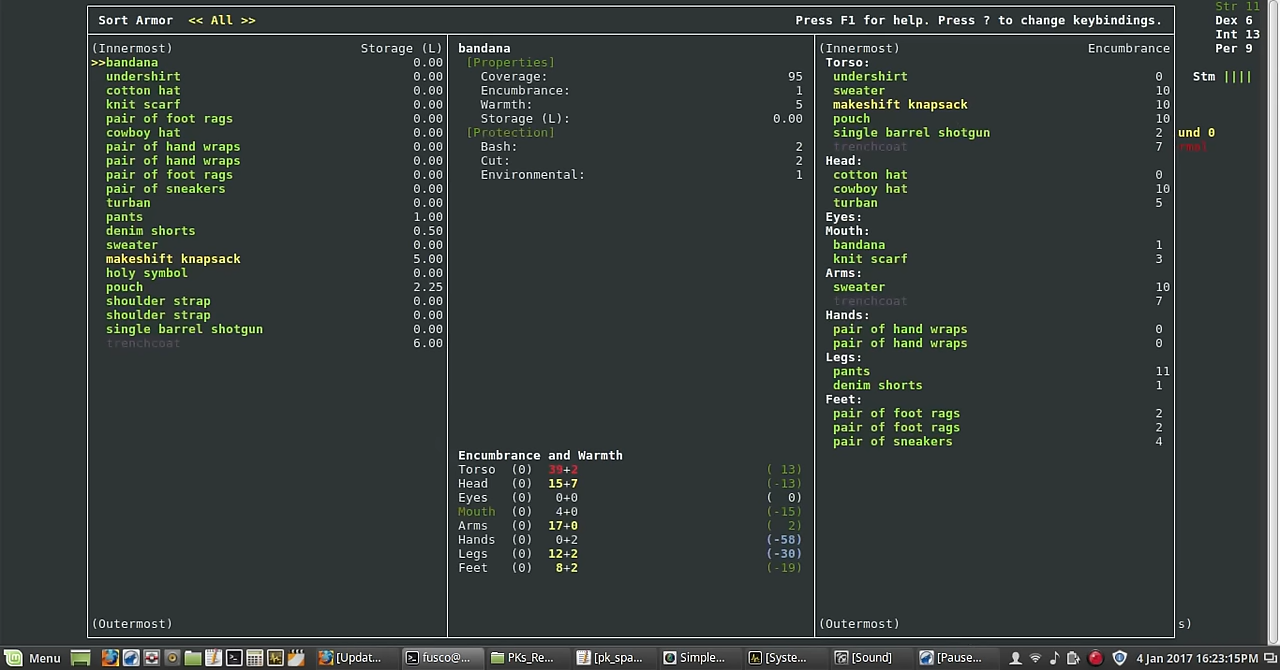 Sort Armor << All >> Press F1 for help. Press ? to change keybindings.
Str 11
Dex 6
Int 13
Per 9
Stm ||||
und 0
rmal
(Innermost) Storage (L)
>>bandana 0.00
undershirt 0.00
cotton hat 0.00
knit scarf 0.00
pair of foot rags 0.00
cowboy hat 0.00
pair of hand wraps 0.00
pair of hand wraps 0.00
pair of foot rags 0.00
pair of sneakers 0.00
turban 0.00
pants 1.00
denim shorts 0.50
sweater 0.00
makeshift knapsack 5.00
holy symbol 0.00
pouch 2.25
shoulder strap 0.00
shoulder strap 0.00
single barrel shotgun 0.00
trenchcoat 6.00
(Outermost)
bandana
[Properties]
Coverage: 95
Encumbrance: 1
Warmth: 5
Storage (L): 0.00
[Protection]
Bash: 2
Cut: 2
Environmental: 1
Encumbrance and Warmth
Torso (0) 39+2 ( 13)
Head (0) 15+7 (-13)
Eyes (0) 0+0 ( 0)
Mouth (0) 4+0 (-15)
Arms (0) 17+0 ( 2)
Hands (0) 0+2 (-58)
Legs (0) 12+2 (-30)
Feet (0) 8+2 (-19)
(Innermost) Encumbrance
Torso:
undershirt 0
sweater 10
makeshift knapsack 10
pouch 10
single barrel shotgun 2
trenchcoat 7
Head:
cotton hat 0
cowboy hat 10
turban 5
Eyes:
Mouth:
bandana 1
knit scarf 3
Arms:
sweater 10
trenchcoat 7
Hands:
pair of hand wraps 0
pair of hand wraps 0
Legs:
pants 11
denim shorts 1
Feet:
pair of foot rags 2
pair of foot rags 2
pair of sneakers 4
(Outermost)
s)
Menu [Updat... fusco@... PKs_Re... [pk_spa... Simple... [Syste... [Sound] [Pause... 4 Jan 2017 16:23:15PM